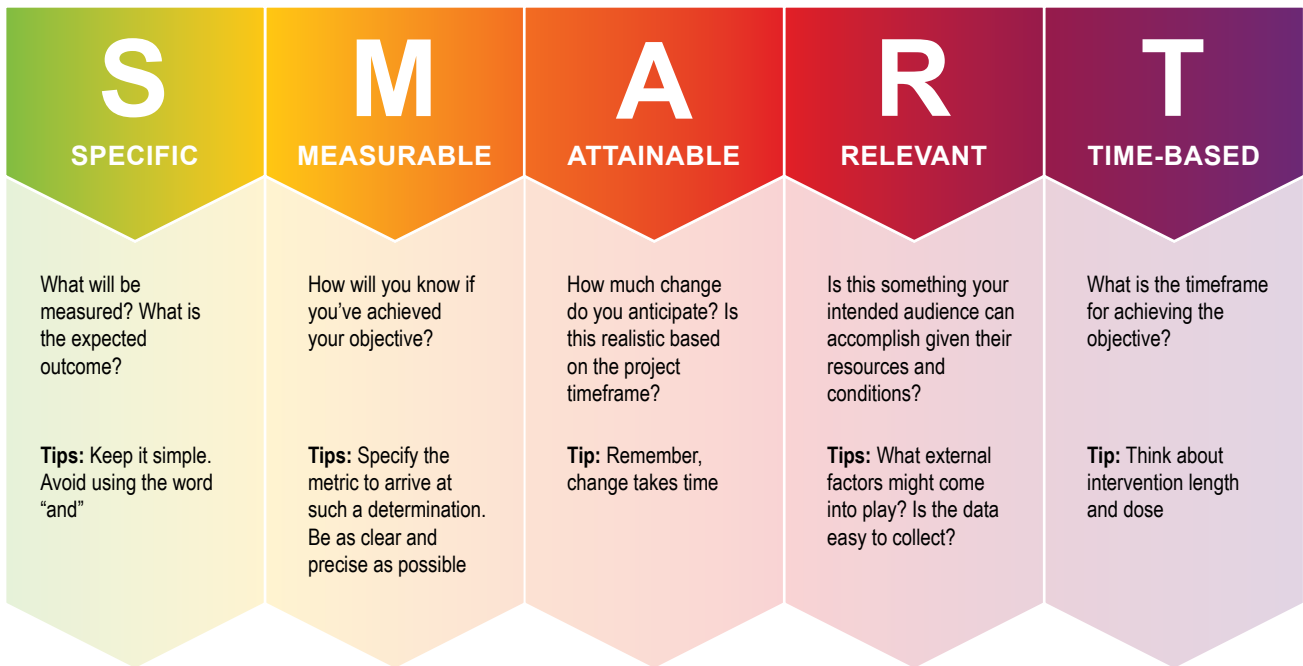 S
SPECIFIC
What will be
measured? What is
the expected
outcome?
Tips: Keep it simple.
Avoid using the word
“and”
M
MEASURABLE
How will you know if
you’ve achieved
your objective?
Tips: Specify the
metric to arrive at
such a determination.
Be as clear and
precise as possible
A
ATTAINABLE
How much change
do you anticipate? Is
this realistic based
on the project
timeframe?
Tip: Remember,
change takes time
R
RELEVANT
Is this something your
intended audience can
accomplish given their
resources and
conditions?
Tips: What external
factors might come
into play? Is the data
easy to collect?
T
TIME-BASED
What is the timeframe
for achieving the
objective?
Tip: Think about
intervention length
and dose